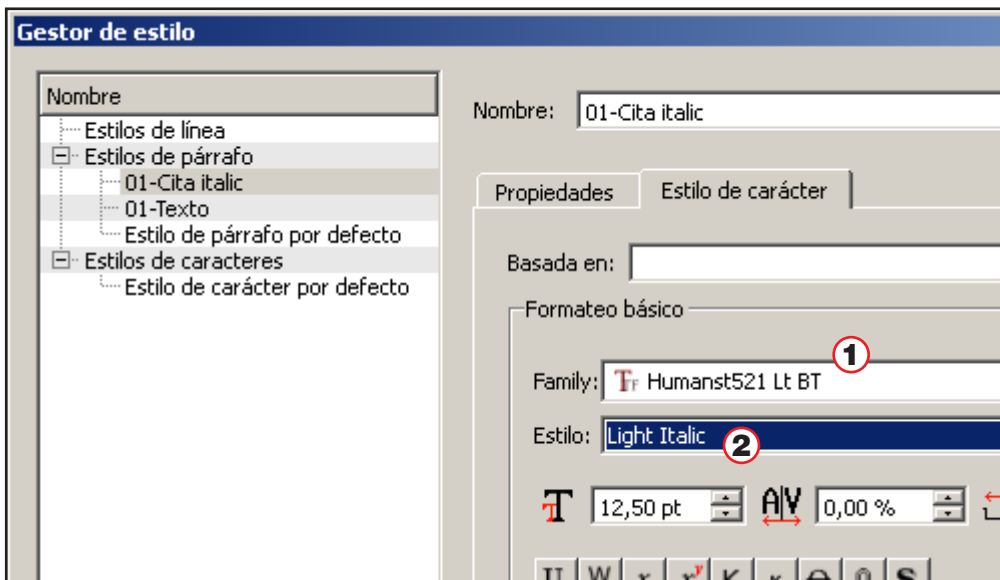 Gestor de estilo
Nombre
Estilos de línea
Estilos de párrafo
01-Cita italic
01-Texto
Estilo de párrafo por defecto
Estilos de caracteres
Estilo de carácter por defecto
Nombre: 01-Cita italic
Propiedades Estilo de carácter
Basada en:
Formateo básico
1
Family: Humanst521 Lt BT
Estilo: Light Italic 2
12,50 pt 0,00 %